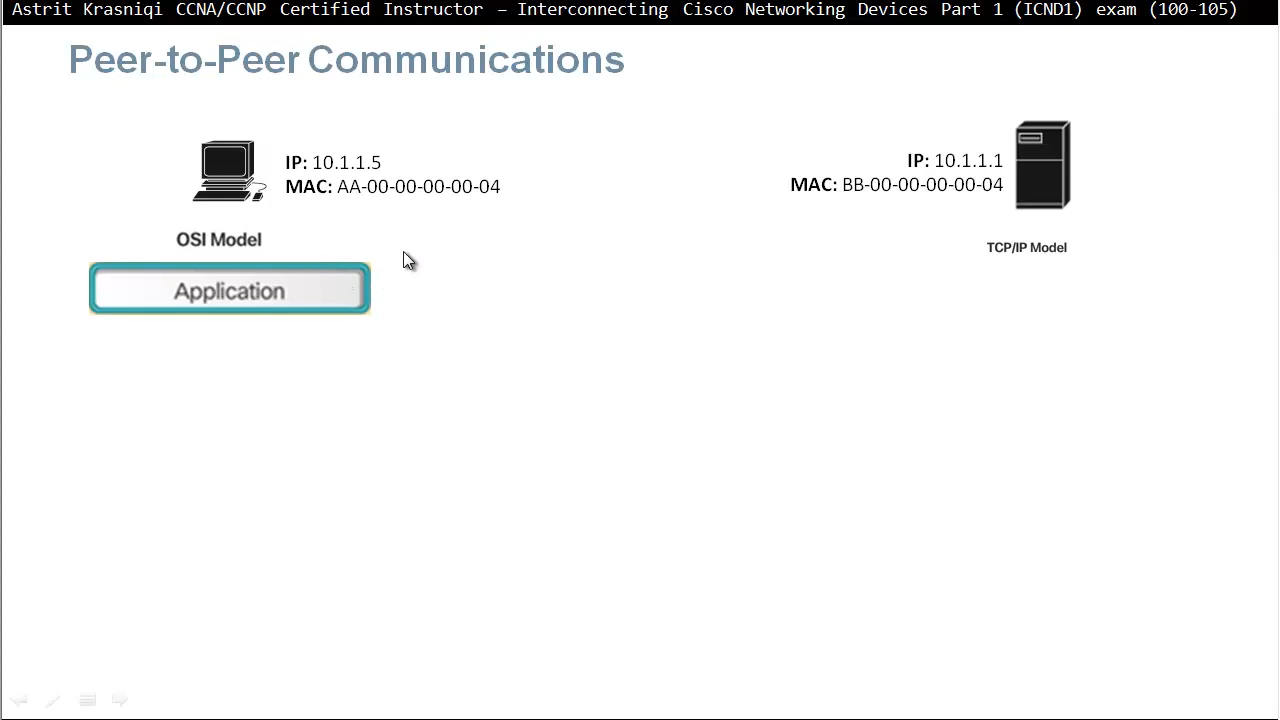 Astrit Krasniqi CCNA/CCNP Certified Instructor – Interconnecting Cisco Networking Devices Part 1 (ICND1) exam (100-105)
Peer-to-Peer Communications
IP: 10.1.1.5
MAC: AA-00-00-00-00-04
IP: 10.1.1.1
MAC: BB-00-00-00-00-04
OSI Model
TCP/IP Model
Application